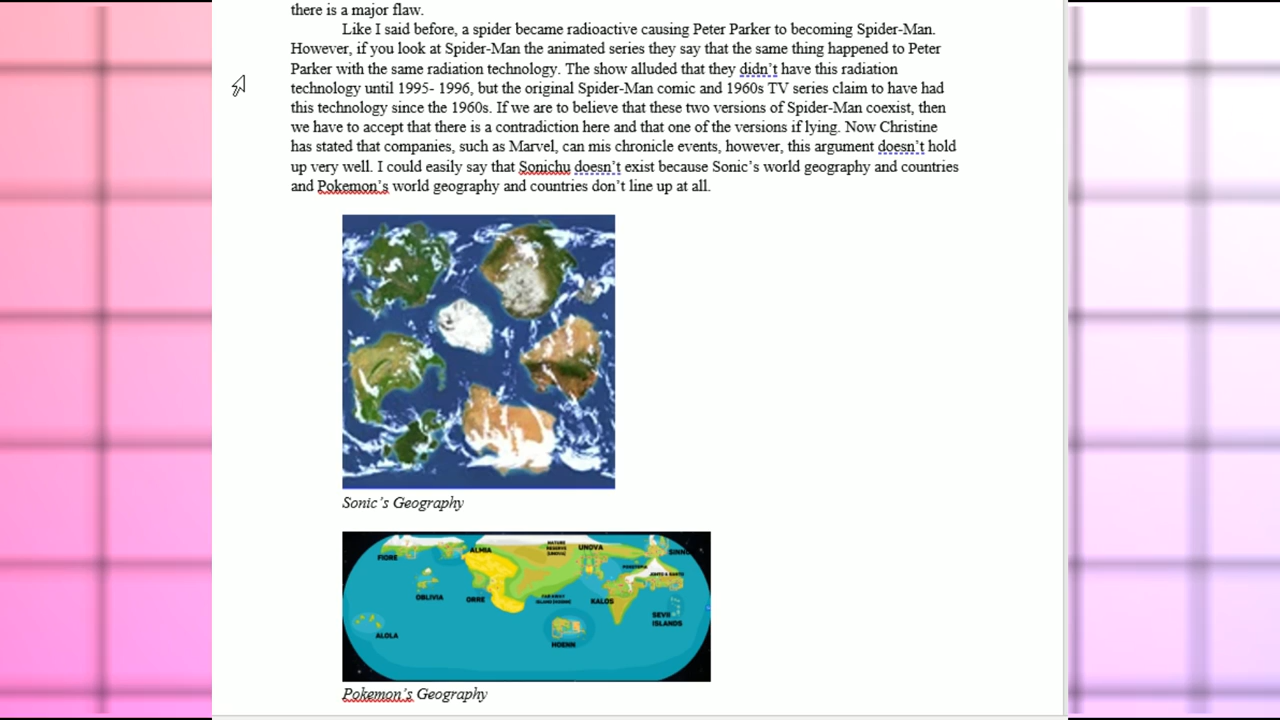 there is a major flaw.
Like I said before, a spider became radioactive causing Peter Parker to becoming Spider-Man.
However, if you look at Spider-Man the animated series they say that the same thing happened to Peter
Parker with the same radiation technology. The show alluded that they didn't have this radiation
technology until 1995- 1996, but the original Spider-Man comic and 1960s TV series claim to have had
this technology since the 1960s. If we are to believe that these two versions of Spider-Man coexist, then
we have to accept that there is a contradiction here and that one of the versions if lying. Now Christine
has stated that companies, such as Marvel, can mis chronicle events, however, this argument doesn't hold
up very well. I could easily say that Sonichu doesn't exist because Sonic's world geography and countries
and Pokemon's world geography and countries don't line up at all.
Sonic's Geography
FIORE
ALMIA
NATURE
RESERVE
(UNOVA)
UNOVA
OBLIVIA
ORRE
KALOS
SEVII
ISLANDS
ALOLA
HOENN
Pokemon's Geography